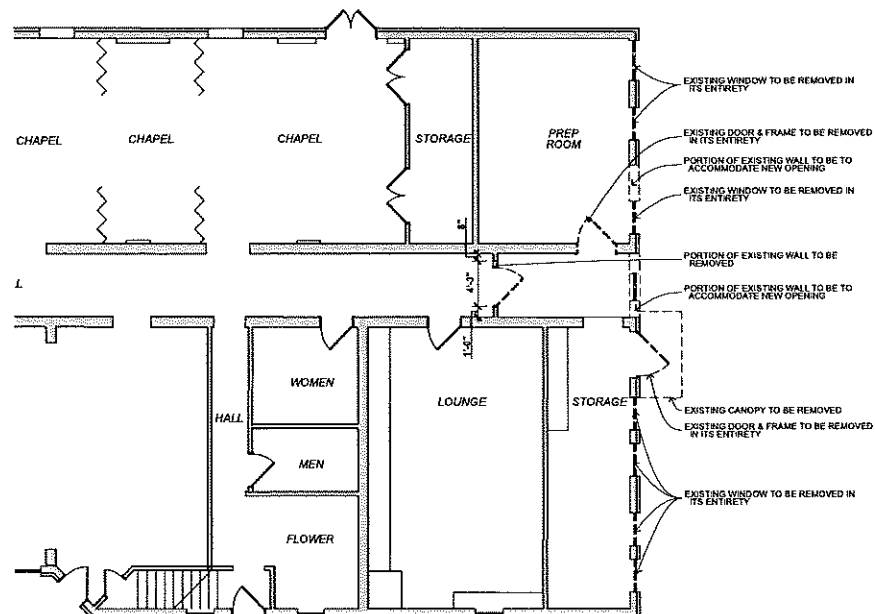 EXISTING WINDOW TO BE REMOVED IN
ITS ENTIRETY
EXISTING DOOR & FRAME TO BE REMOVED
IN ITS ENTIRETY
CHAPEL
CHAPEL
CHAPEL
STORAGE
PREP
ROOM
PORTION OF EXISTING WALL TO BE TO
ACCOMMODATE NEW OPENING
EXISTING WINDOW TO BE REMOVED IN
ITS ENTIRETY
PORTION OF EXISTING WALL TO BE
REMOVED
L
4'-3"
PORTION OF EXISTING WALL TO BE TO
ACCOMMODATE NEW OPENING
WOMEN
LOUNGE
STORAGE
HALL
EXISTING CANOPY TO BE REMOVED
EXISTING DOOR & FRAME TO BE REMOVED
IN ITS ENTIRETY
MEN
EXISTING WINDOW TO BE REMOVED IN
ITS ENTIRETY
FLOWER